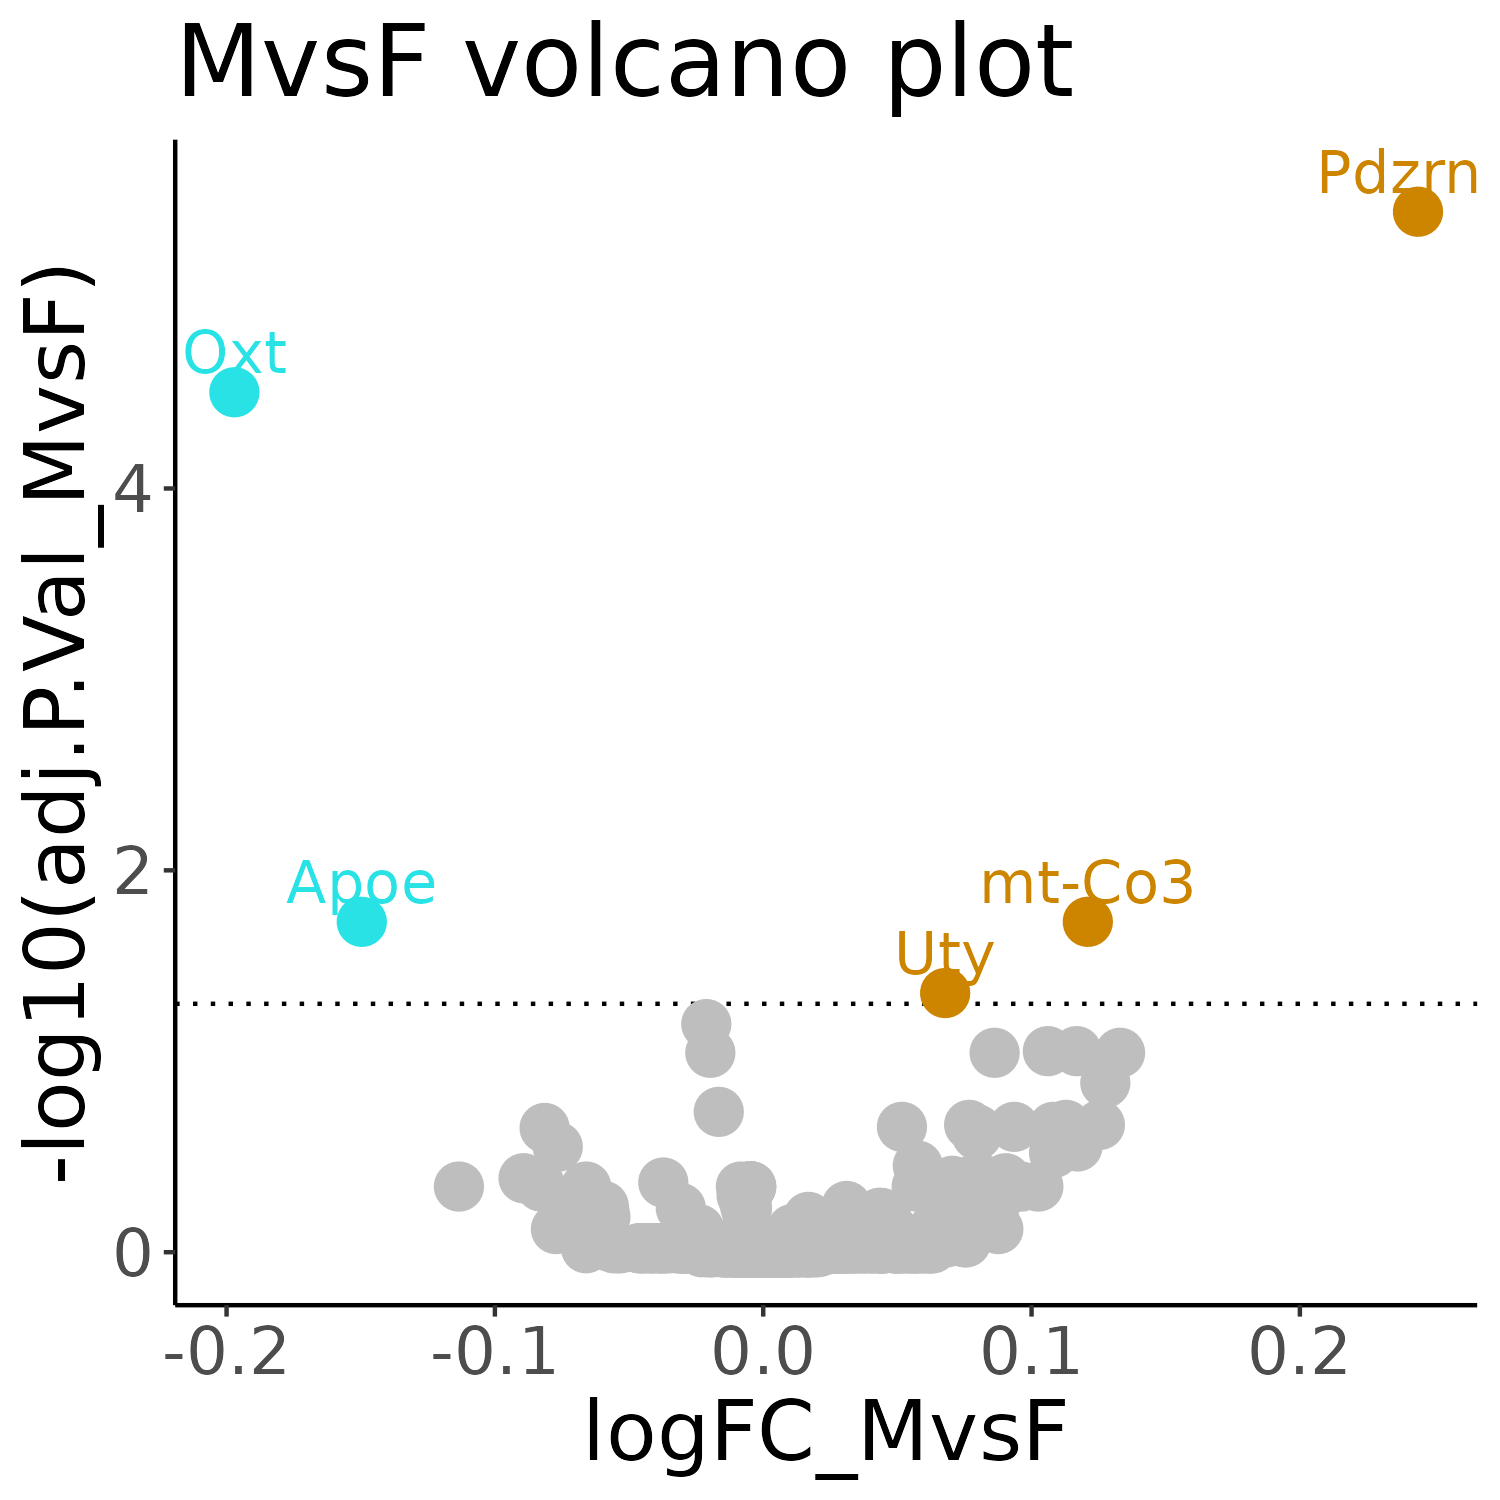 MvsF volcano plot
-log10(adj.P.Val_MvsF)
4
2
0
Pdzrn
Oxt
Apoe
mt-Co3
Uty
-0.2
-0.1
0.0
0.1
0.2
logFC_MvsF